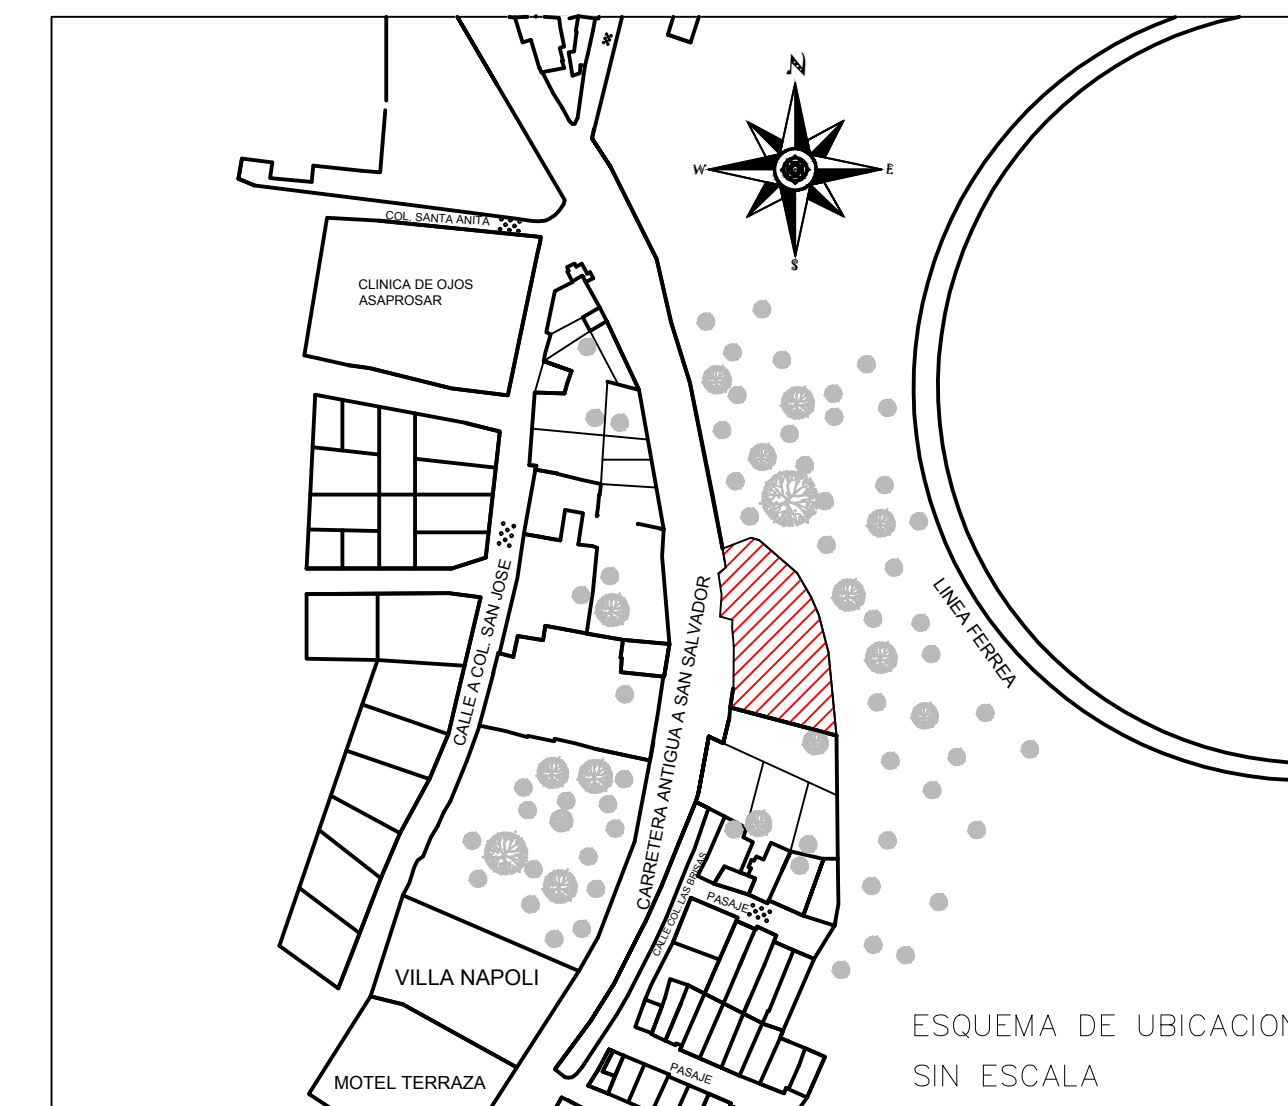 N
W
E
S
COL. SANTA ANITA
CLINICA DE OJOS
ASAPROSAR
CALLE A COL. SAN JOSE
CARRETERA ANTIGUA A SAN SALVADOR
LINEA FERREA
CALLE COL. LAS BRISAS
PASAJE
VILLA NAPOLI
PASAJE
MOTEL TERRAZA
ESQUEMA DE UBICACION
SIN ESCALA